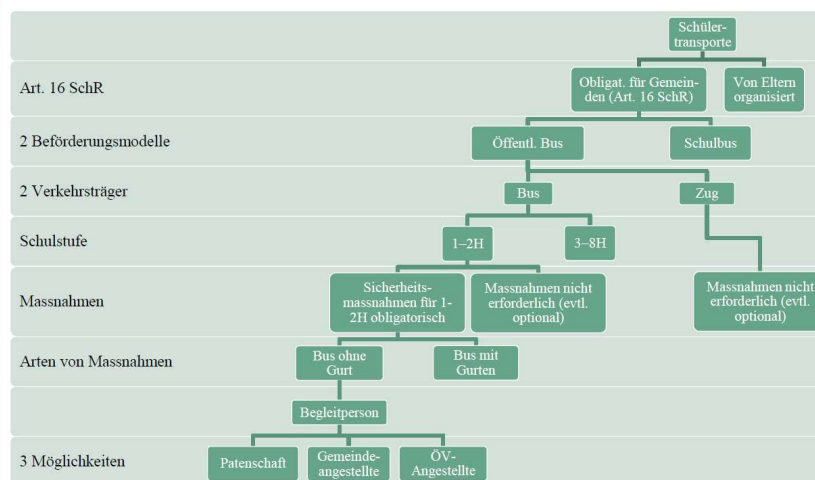 Schüler-
transporte
Art. 16 SchR
Obligat. für Gemein-
den (Art. 16 SchR)
Von Eltern
organisiert
2 Beförderungsmodelle
Öffentl. Bus
Schulbus
2 Verkehrsträger
Bus
Zug
Schulstufe
1–2H
3–8H
Massnahmen
Sicherheits-
massnahmen für 1-
2H obligatorisch
Massnahmen nicht
erforderlich (evtl.
optional)
Massnahmen nicht
erforderlich (evtl.
optional)
Arten von Massnahmen
Bus ohne
Gurt
Bus mit
Gurten
Begleitperson
3 Möglichkeiten
Patenschaft
Gemeinde-
angestellte
ÖV-
Angestellte